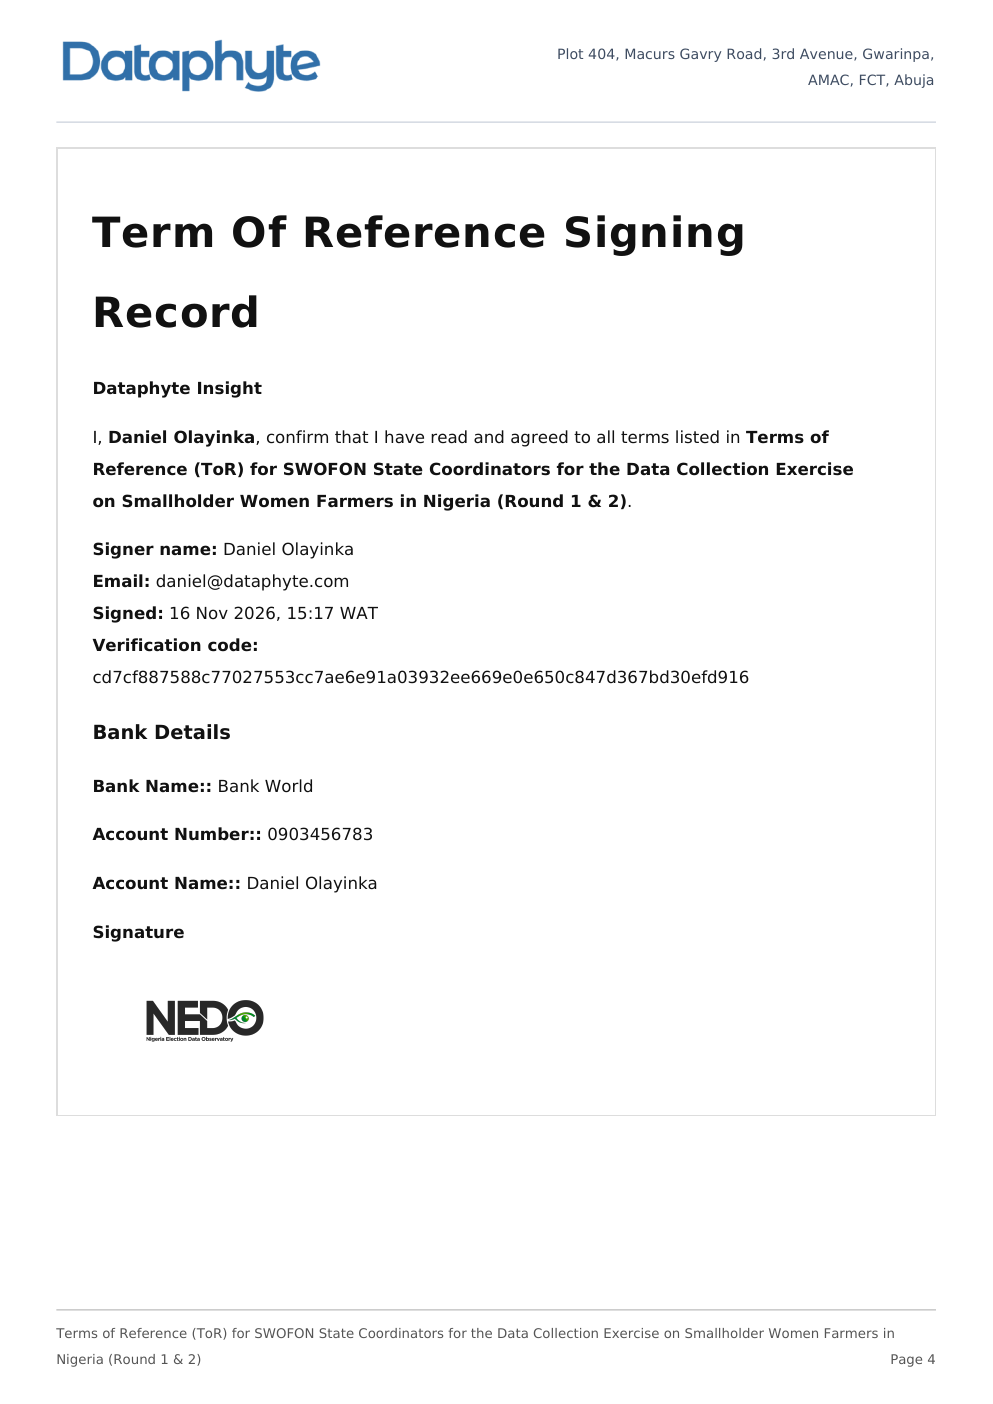 Dataphyte
Plot 404, Macurs Gavry Road, 3rd Avenue, Gwarinpa,
AMAC, FCT, Abuja
Term Of Reference Signing
Record
Dataphyte Insight
I, Daniel Olayinka, confirm that I have read and agreed to all terms listed in Terms of
Reference (ToR) for SWOFON State Coordinators for the Data Collection Exercise
on Smallholder Women Farmers in Nigeria (Round 1 & 2).
Signer name: Daniel Olayinka
Email: daniel@dataphyte.com
Signed: 16 Nov 2026, 15:17 WAT
Verification code:
cd7cf887588c77027553cc7ae6e91a03932ee669e0e650c847d367bd30efd916
Bank Details
Bank Name:: Bank World
Account Number:: 0903456783
Account Name:: Daniel Olayinka
Signature
NEDO
Nigeria Election Data Observatory
Terms of Reference (ToR) for SWOFON State Coordinators for the Data Collection Exercise on Smallholder Women Farmers in
Nigeria (Round 1 & 2) Page 4